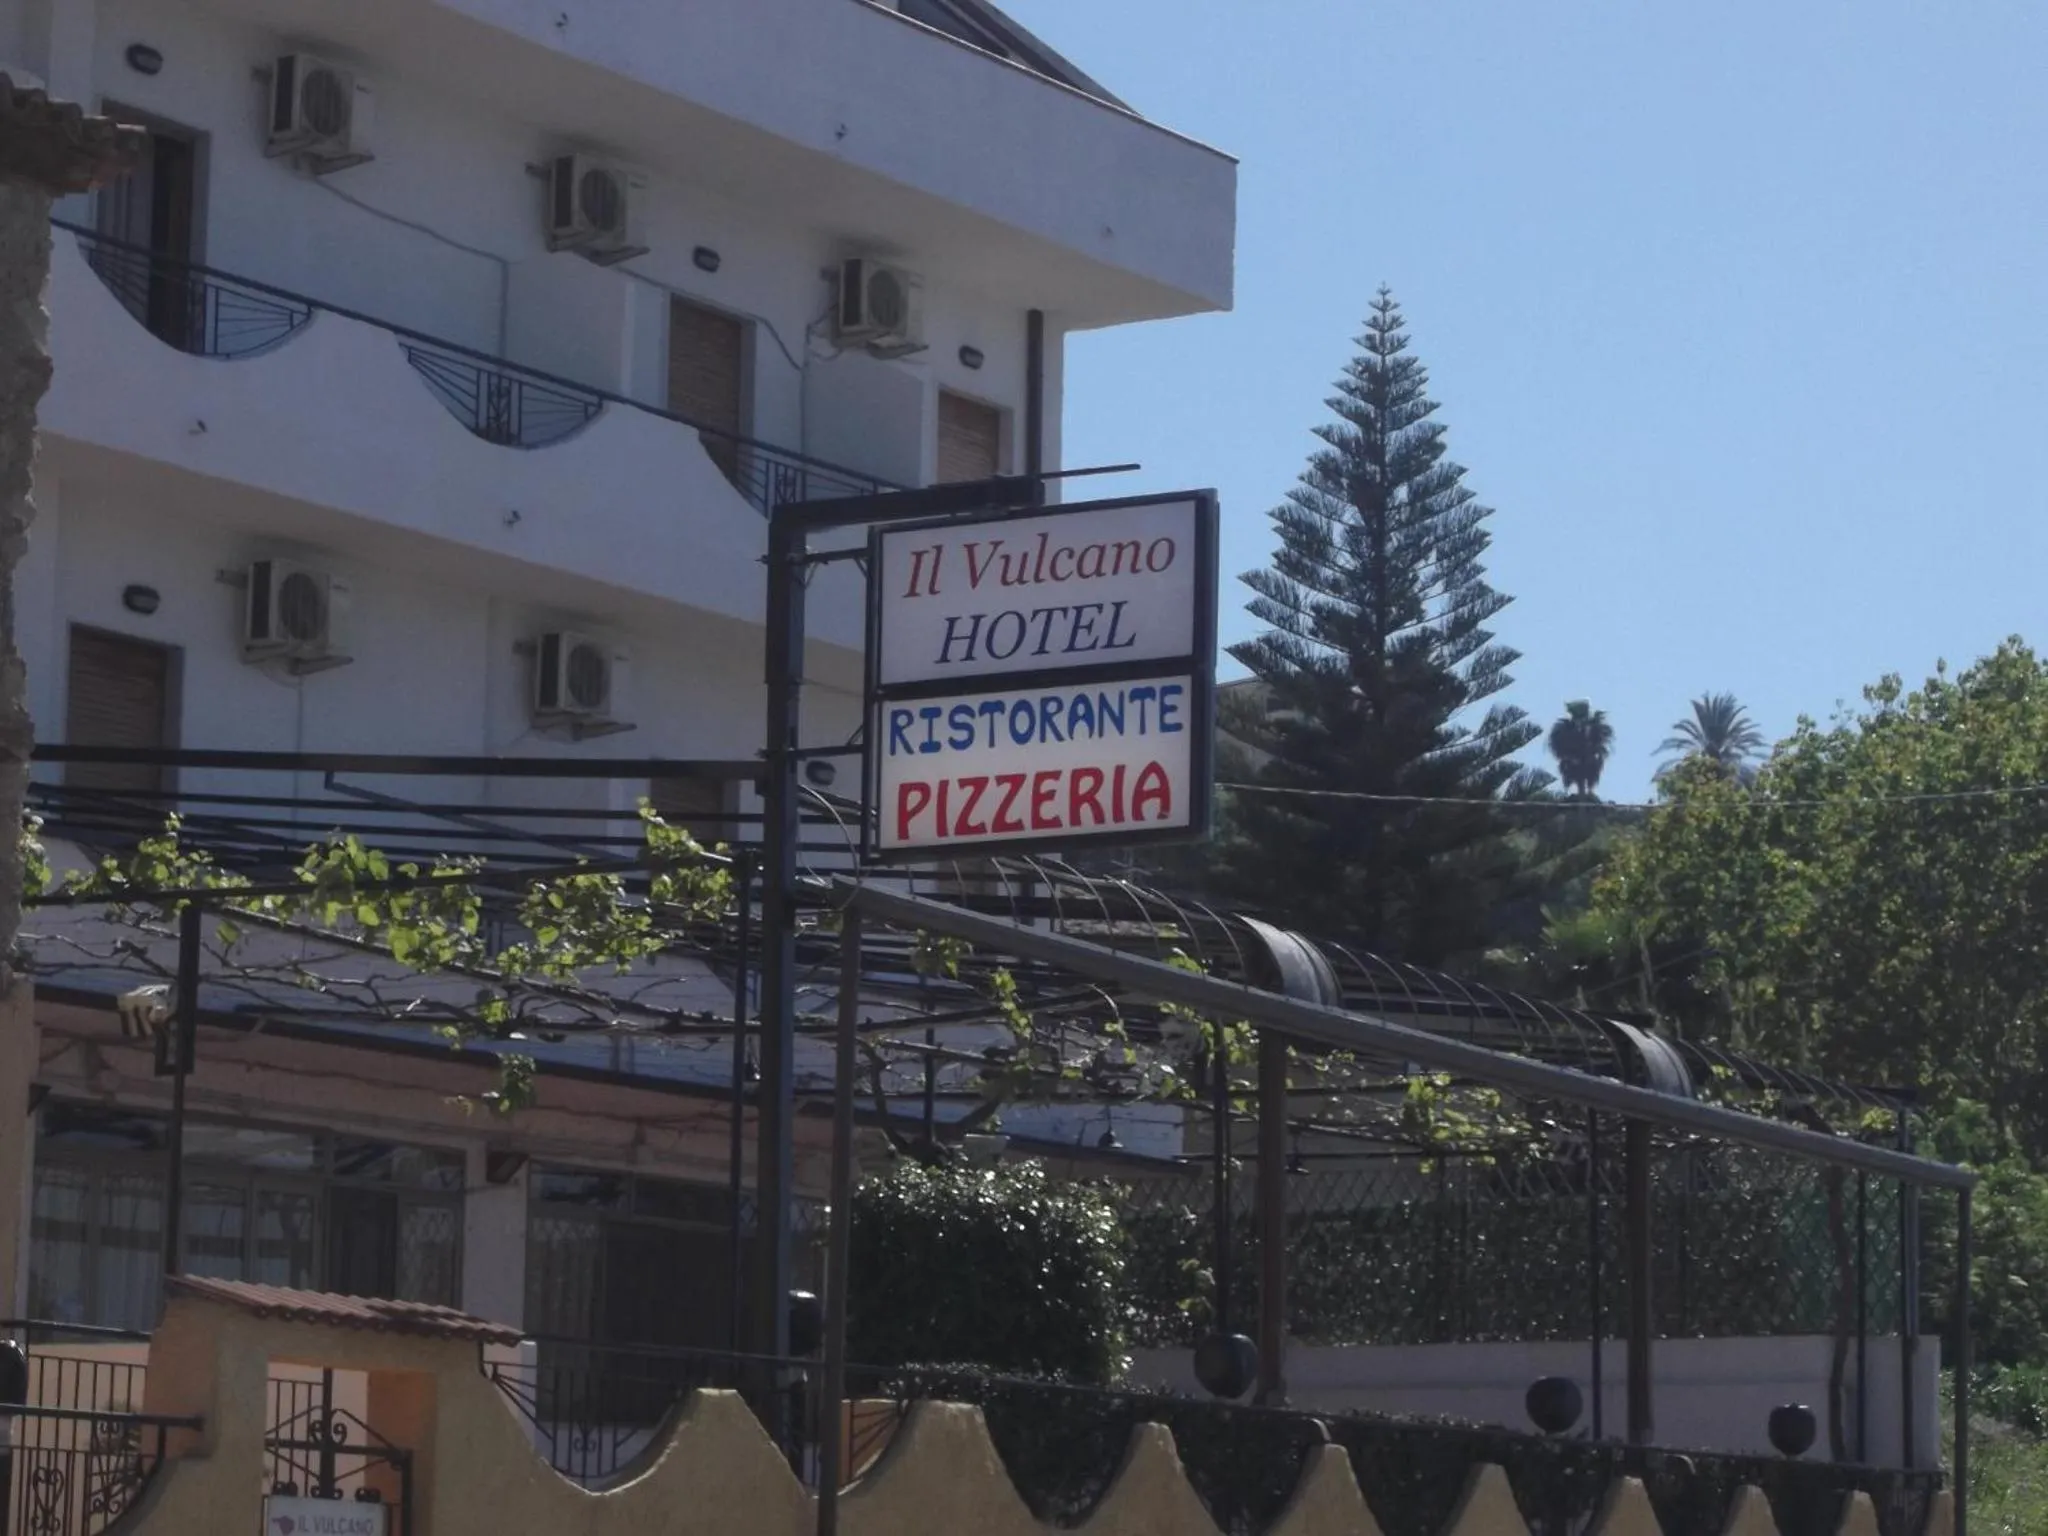 Il Vulcano
HOTEL
RISTORANTE
PIZZERIA
IL VULCANO